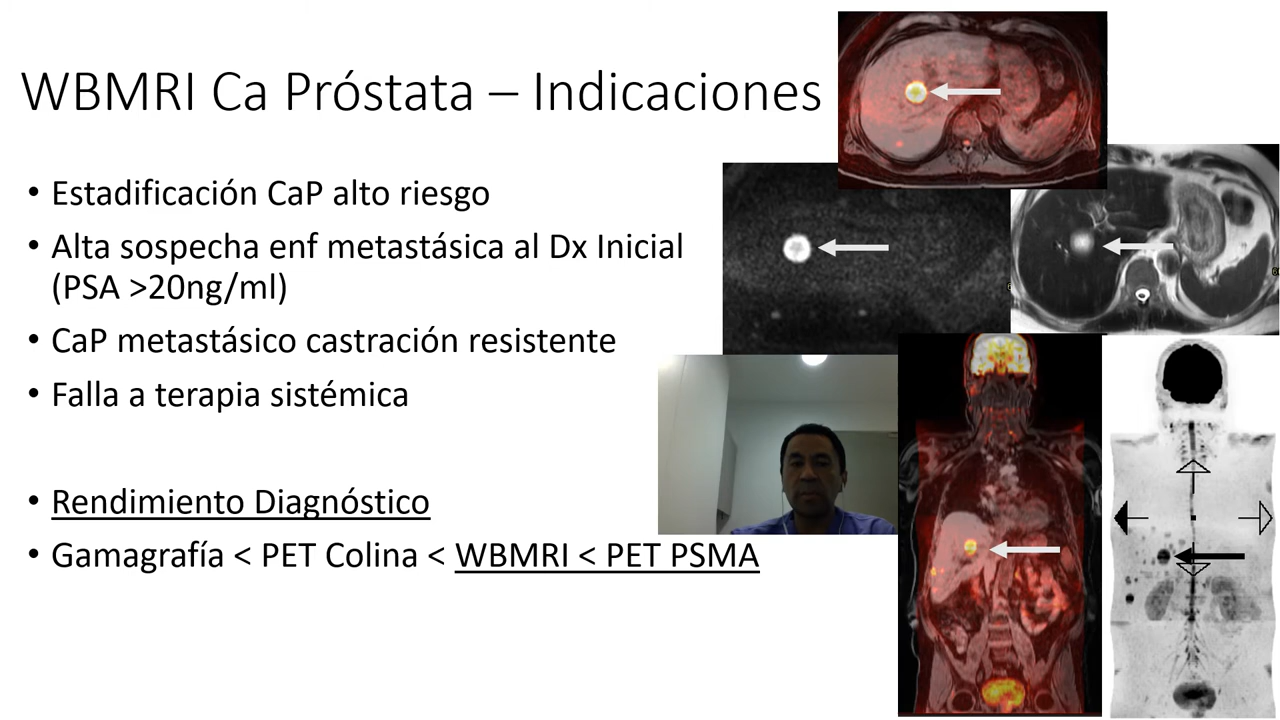 WBMRI Ca Próstata – Indicaciones
• Estadificación CaP alto riesgo
• Alta sospecha enf metastásica al Dx Inicial
(PSA >20ng/ml)
• CaP metastásico castración resistente
• Falla a terapia sistémica
• Rendimiento Diagnóstico
• Gamagrafía < PET Colina < WBMRI < PET PSMA